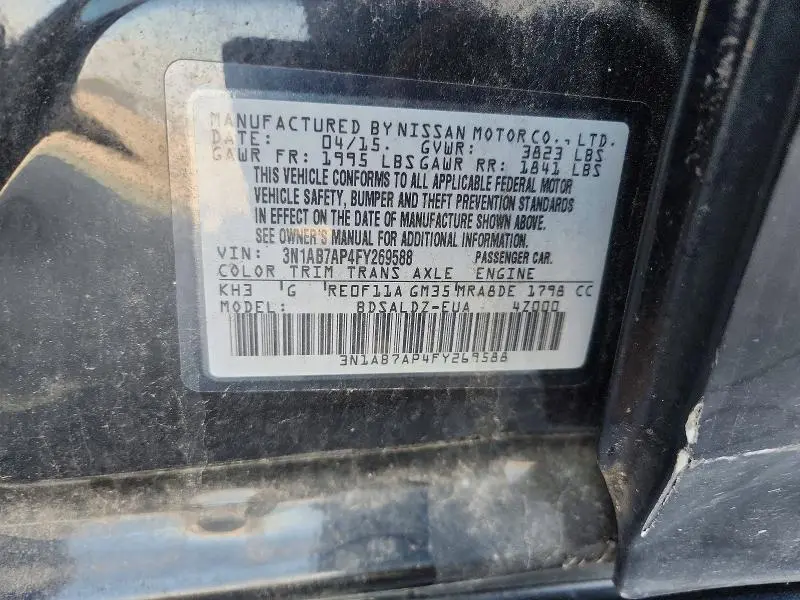 MANUFACTURED BY NISSAN MOTOR CO., LTD.
DATE: 04/15. GVWR: 3823 LBS
GAWR FR: 1995 LBS GAWR RR: 1841 LBS
THIS VEHICLE CONFORMS TO ALL APPLICABLE FEDERAL MOTOR
VEHICLE SAFETY, BUMPER AND THEFT PREVENTION STANDARDS
IN EFFECT ON THE DATE OF MANUFACTURE SHOWN ABOVE.
SEE OWNER'S MANUAL FOR ADDITIONAL INFORMATION.
VIN: 3N1AB7AP4FY269588 PASSENGER CAR.
COLOR TRIM TRANS AXLE ENGINE
KH3 G RE0F11A GM35 MRA8DE 1798 CC
MODEL: BDSALDZ-EUA 4Z000
3N1AB7AP4FY269588